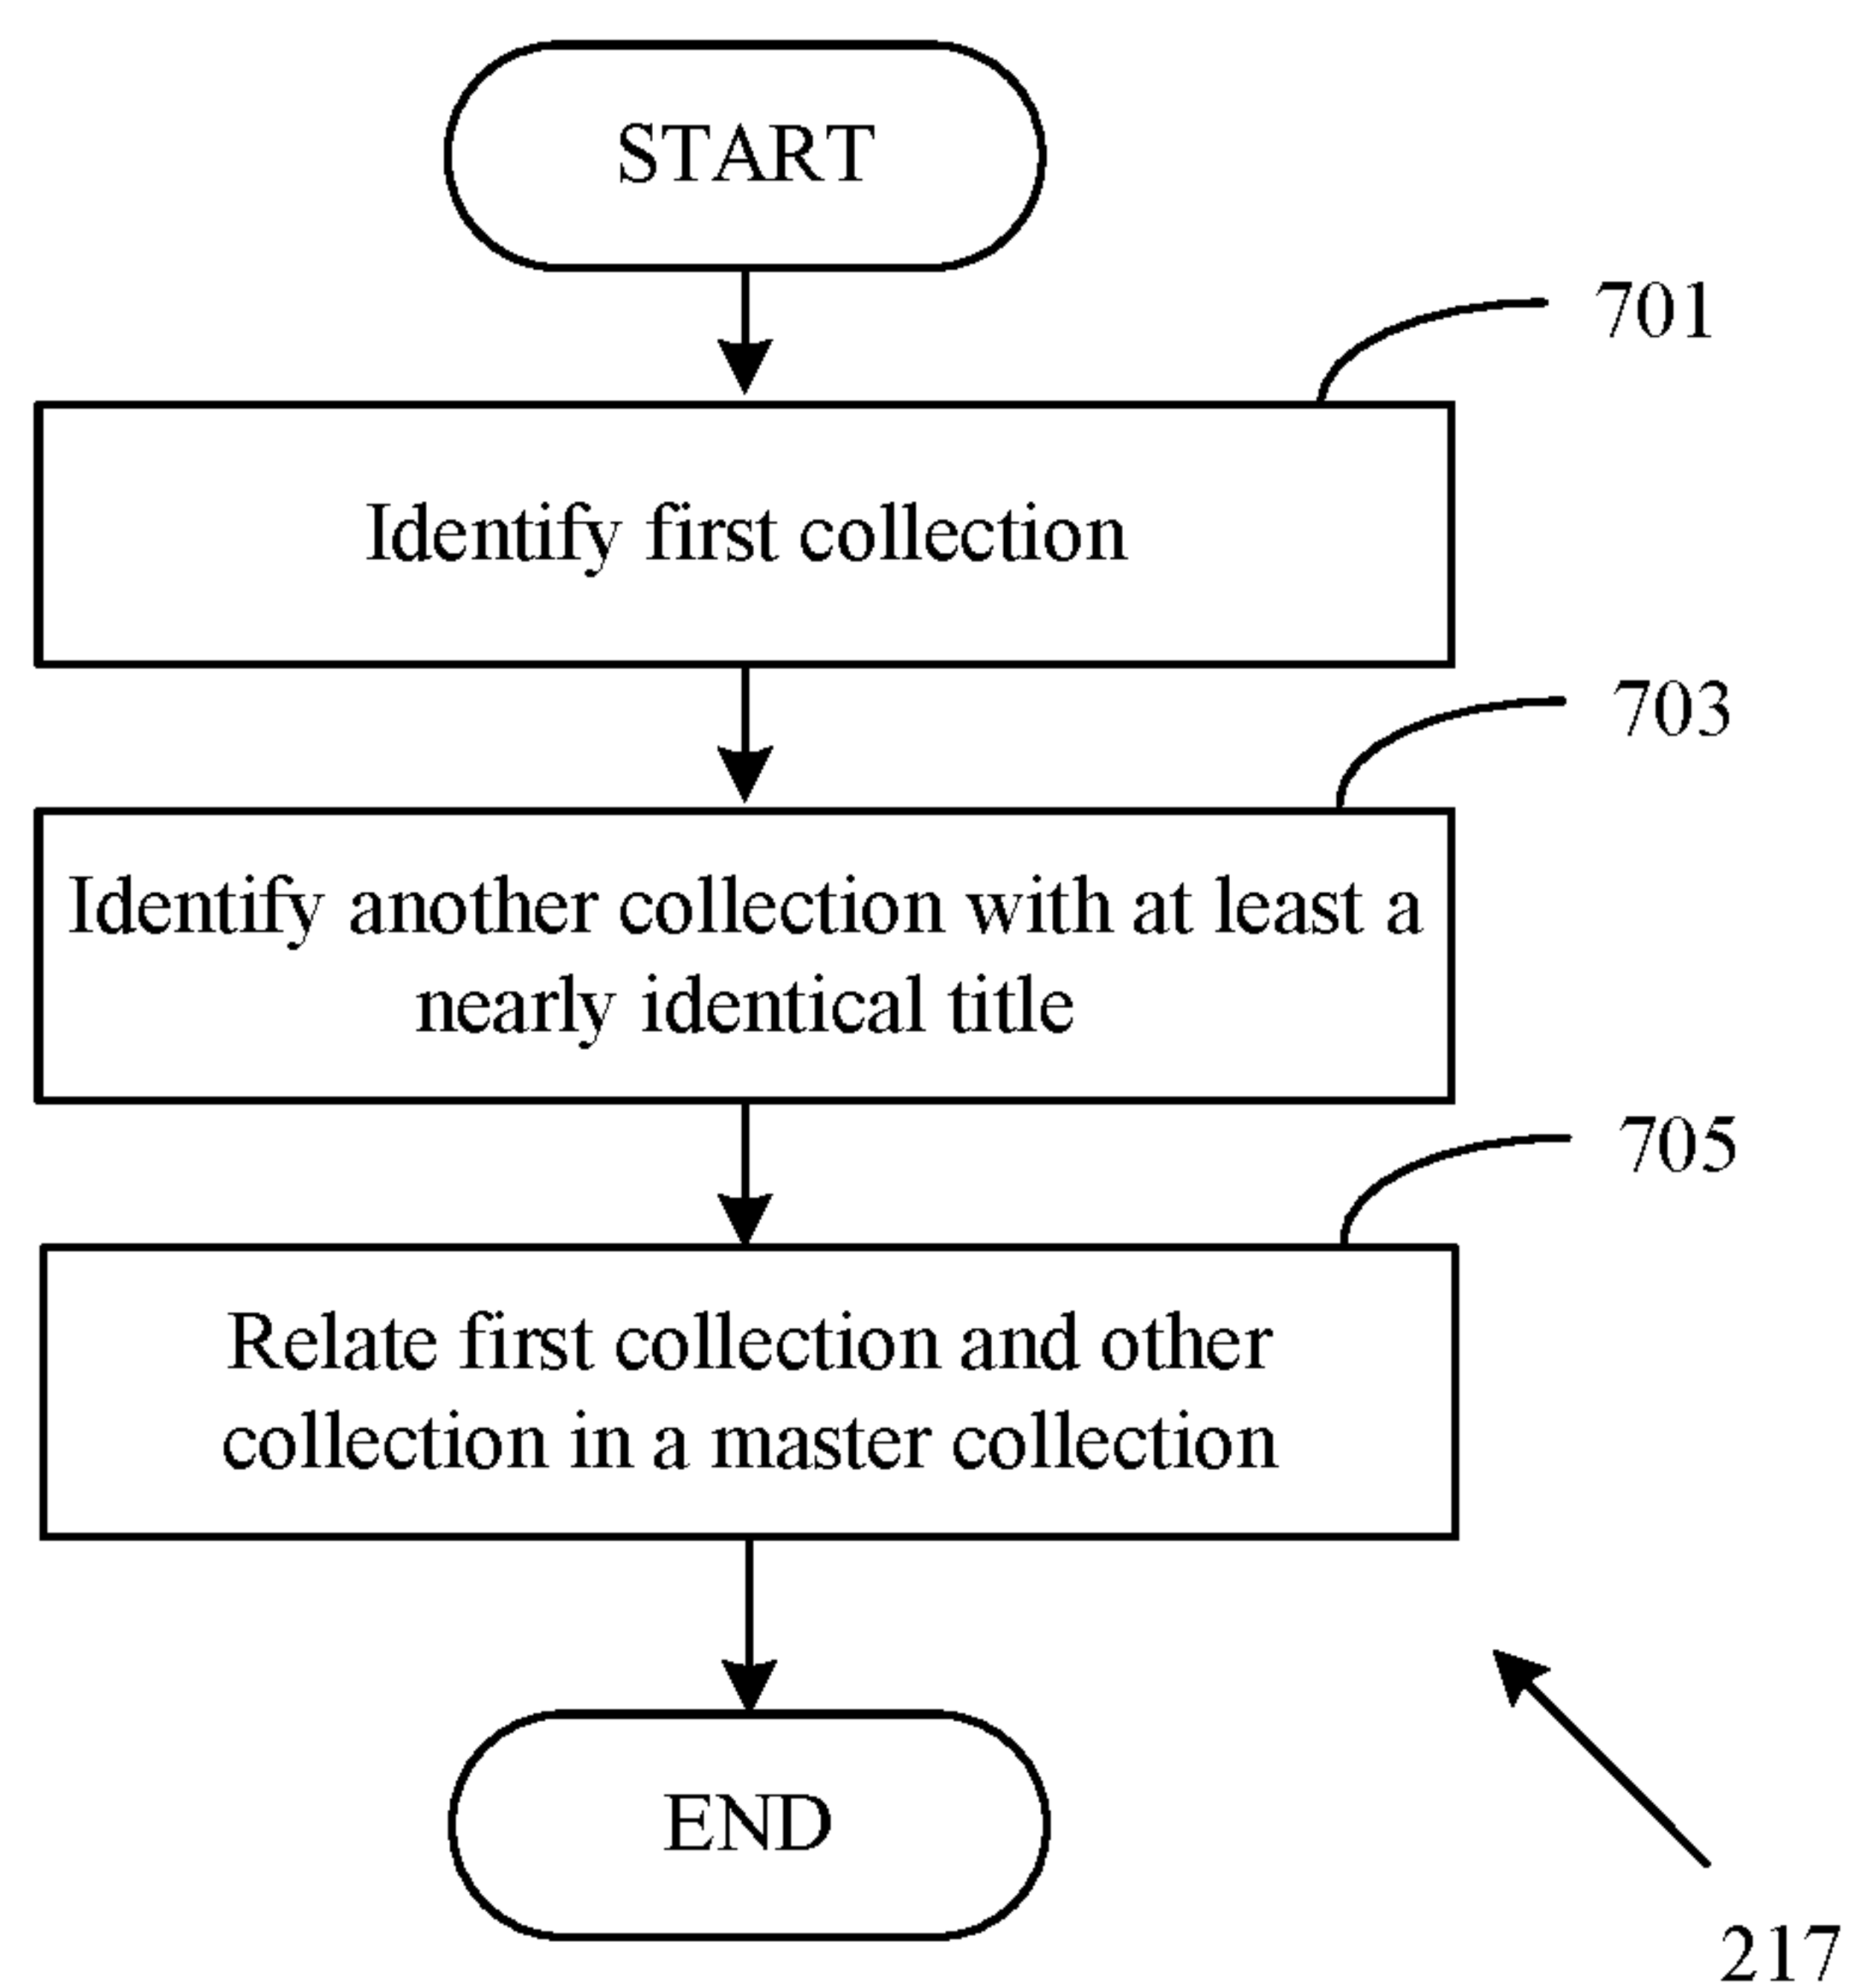 START
701
Identify first collection
703
Identify another collection with at least a
nearly identical title
705
Relate first collection and other
collection in a master collection
END
217